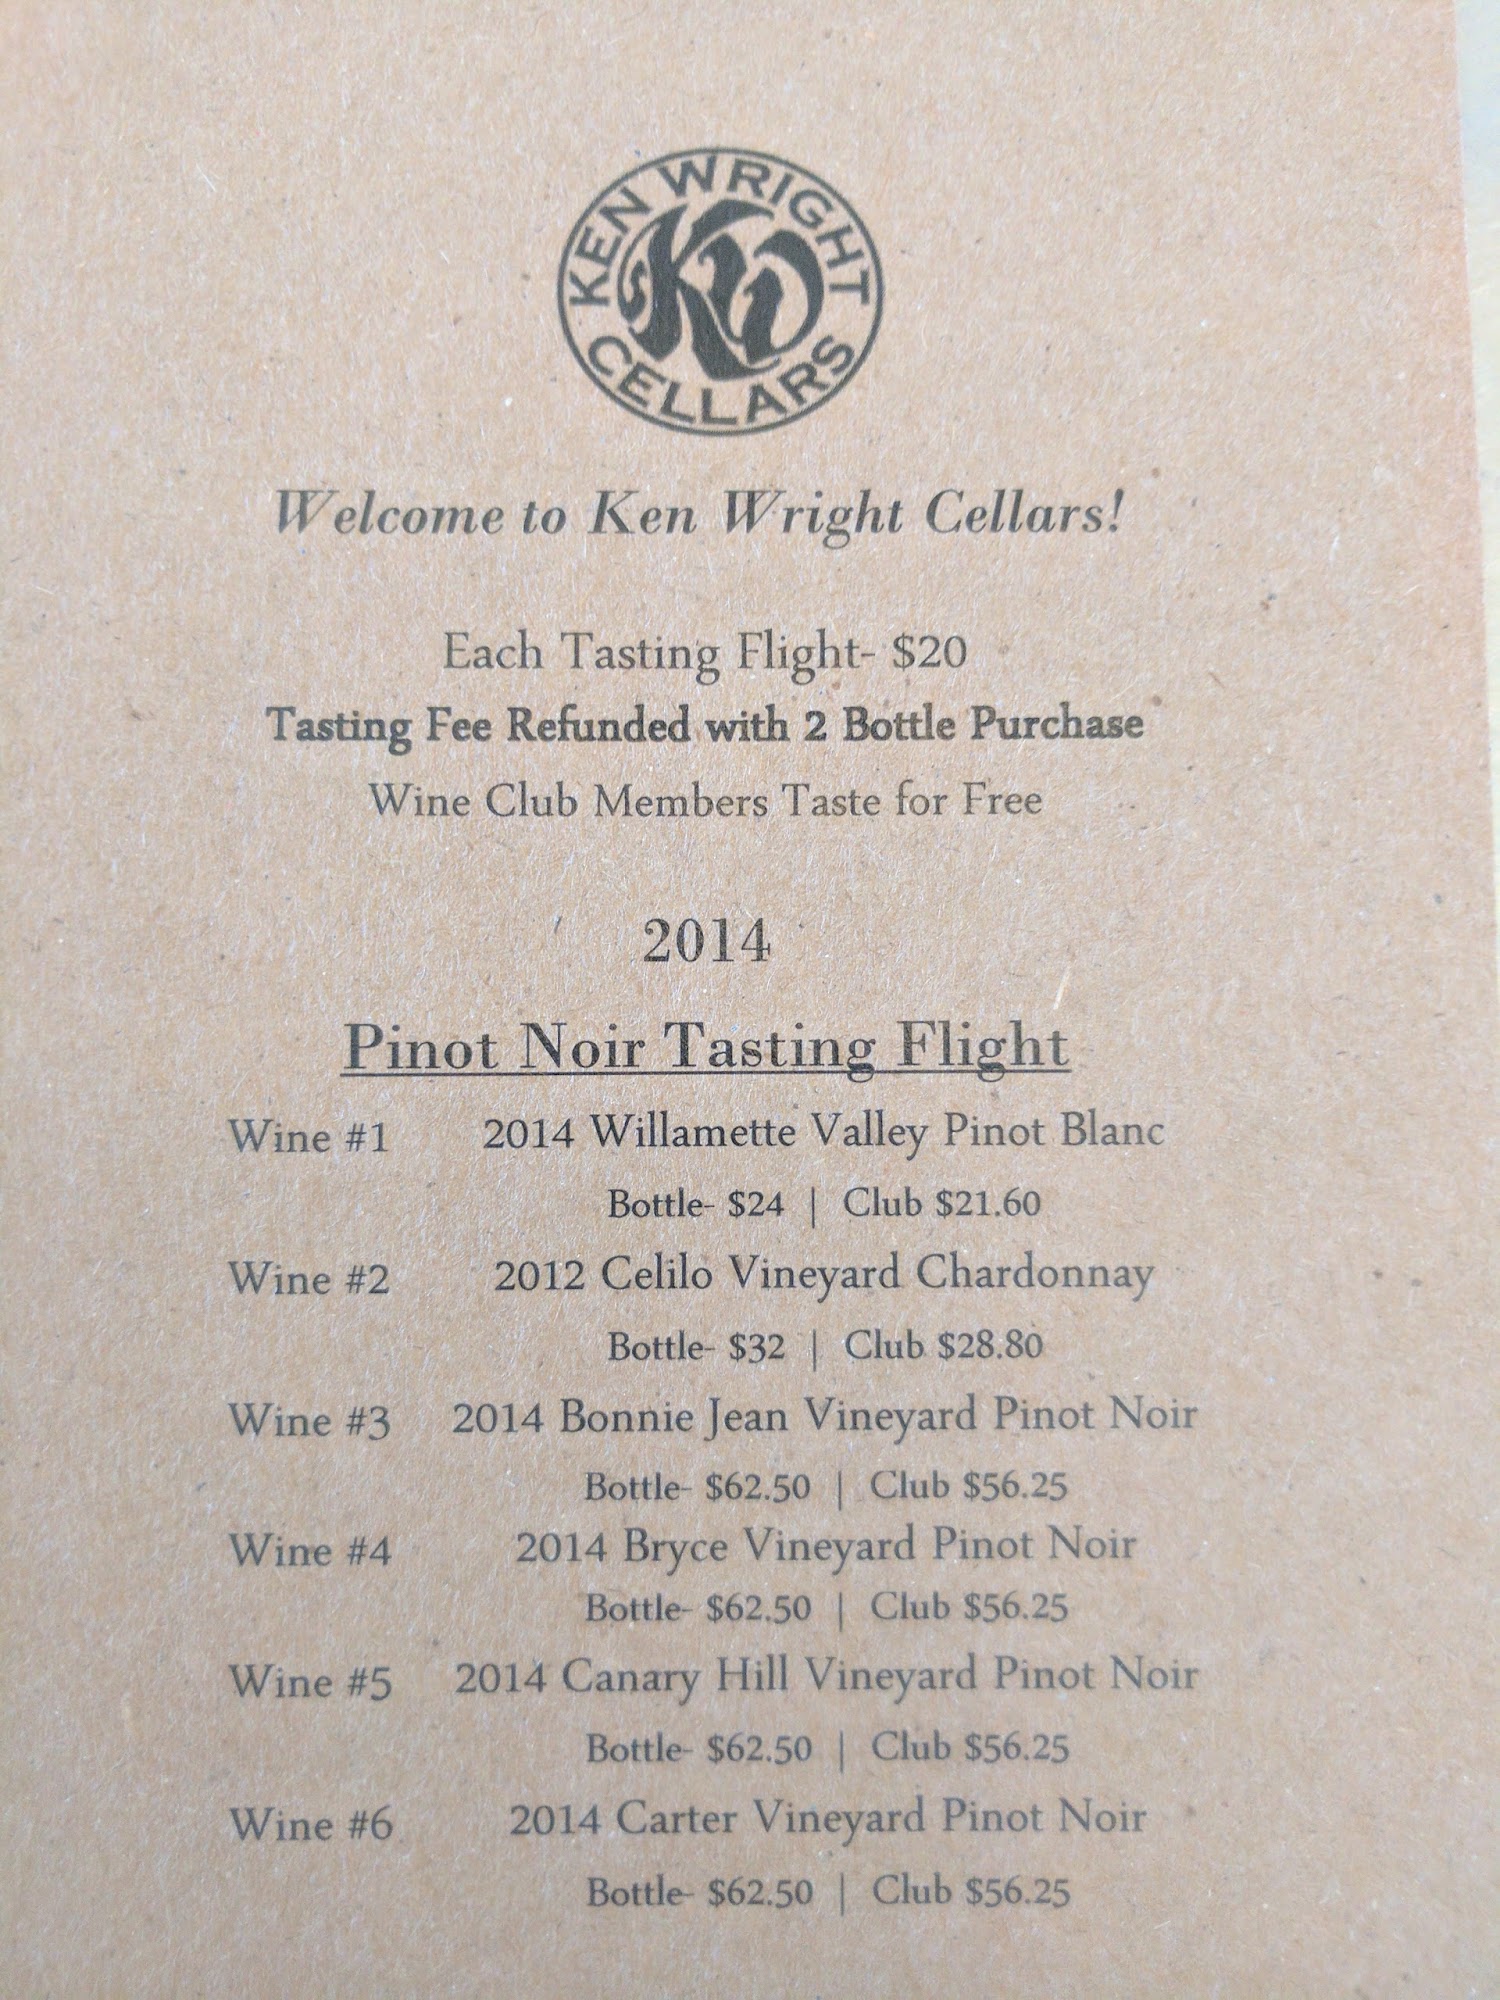 KEN WRIGHT
KW
CELLARS
Welcome to Ken Wright Cellars!
Each Tasting Flight- $20
Tasting Fee Refunded with 2 Bottle Purchase
Wine Club Members Taste for Free
2014
Pinot Noir Tasting Flight
Wine #1 2014 Willamette Valley Pinot Blanc
Bottle- $24 | Club $21.60
Wine #2 2012 Celilo Vineyard Chardonnay
Bottle- $32 | Club $28.80
Wine #3 2014 Bonnie Jean Vineyard Pinot Noir
Bottle- $62.50 | Club $56.25
Wine #4 2014 Bryce Vineyard Pinot Noir
Bottle- $62.50 | Club $56.25
Wine #5 2014 Canary Hill Vineyard Pinot Noir
Bottle- $62.50 | Club $56.25
Wine #6 2014 Carter Vineyard Pinot Noir
Bottle- $62.50 | Club $56.25